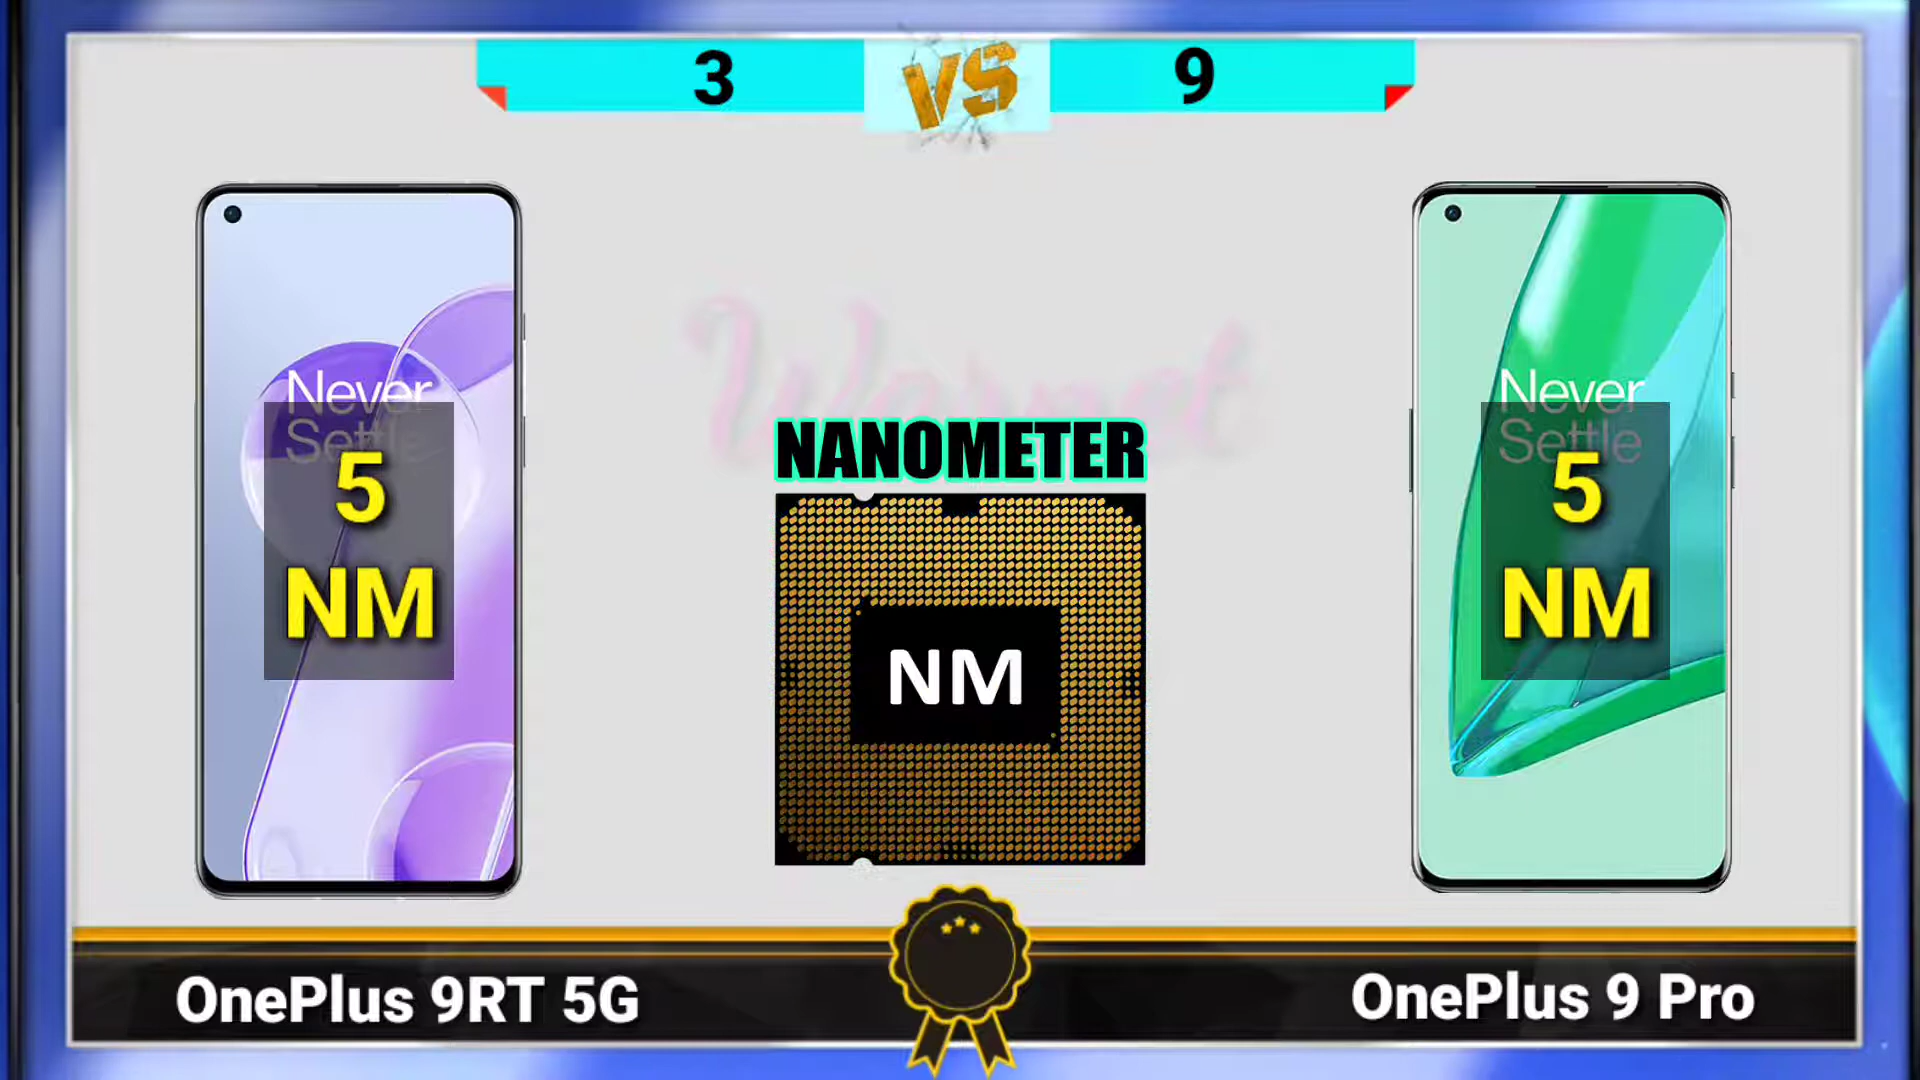 3 VS 9
Never
Settle
5
NM
Warnet
NANOMETER
NM
Never
Settle
5
NM
OnePlus 9RT 5G
OnePlus 9 Pro